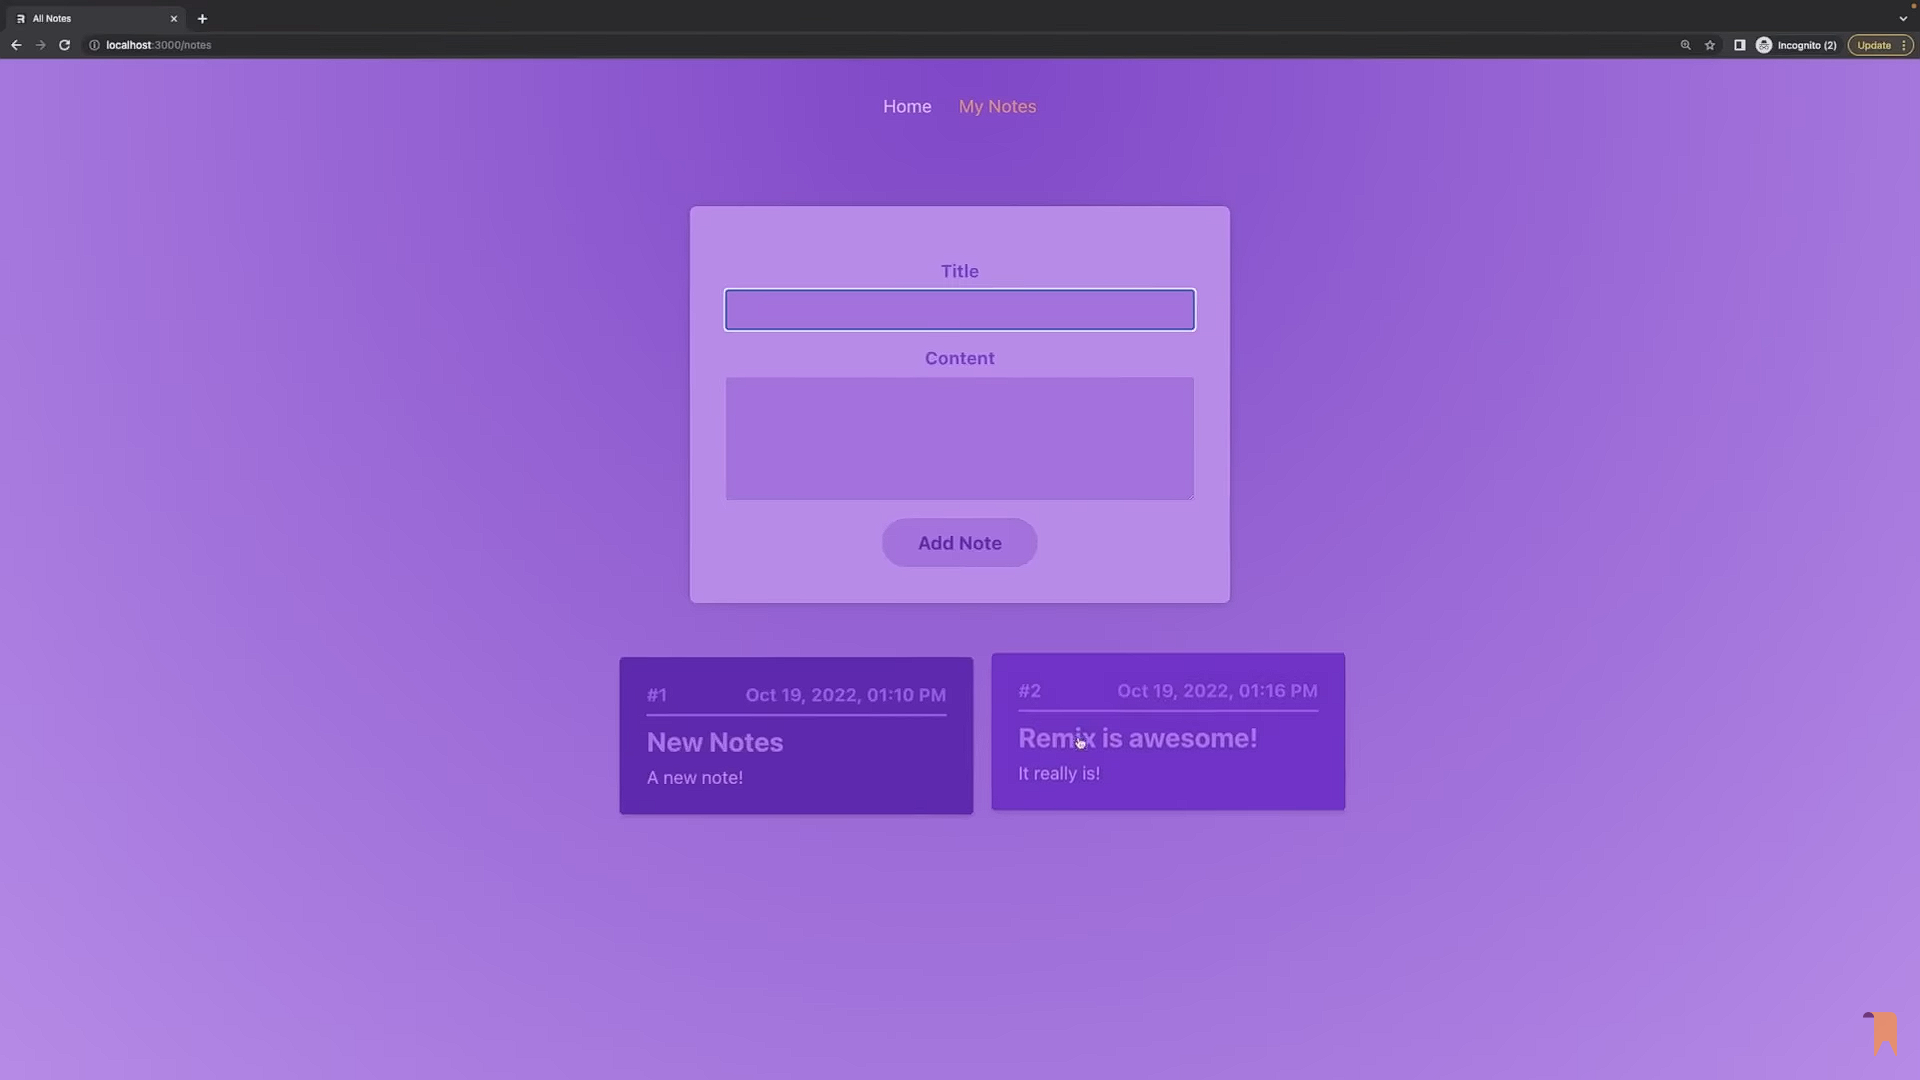 All Notes
localhost:3000/notes
Incognito (2)
Update
Home
My Notes
Title
Content
Add Note
#1
Oct 19, 2022, 01:10 PM
New Notes
A new note!
#2
Oct 19, 2022, 01:16 PM
Remix is awesome!
It really is!